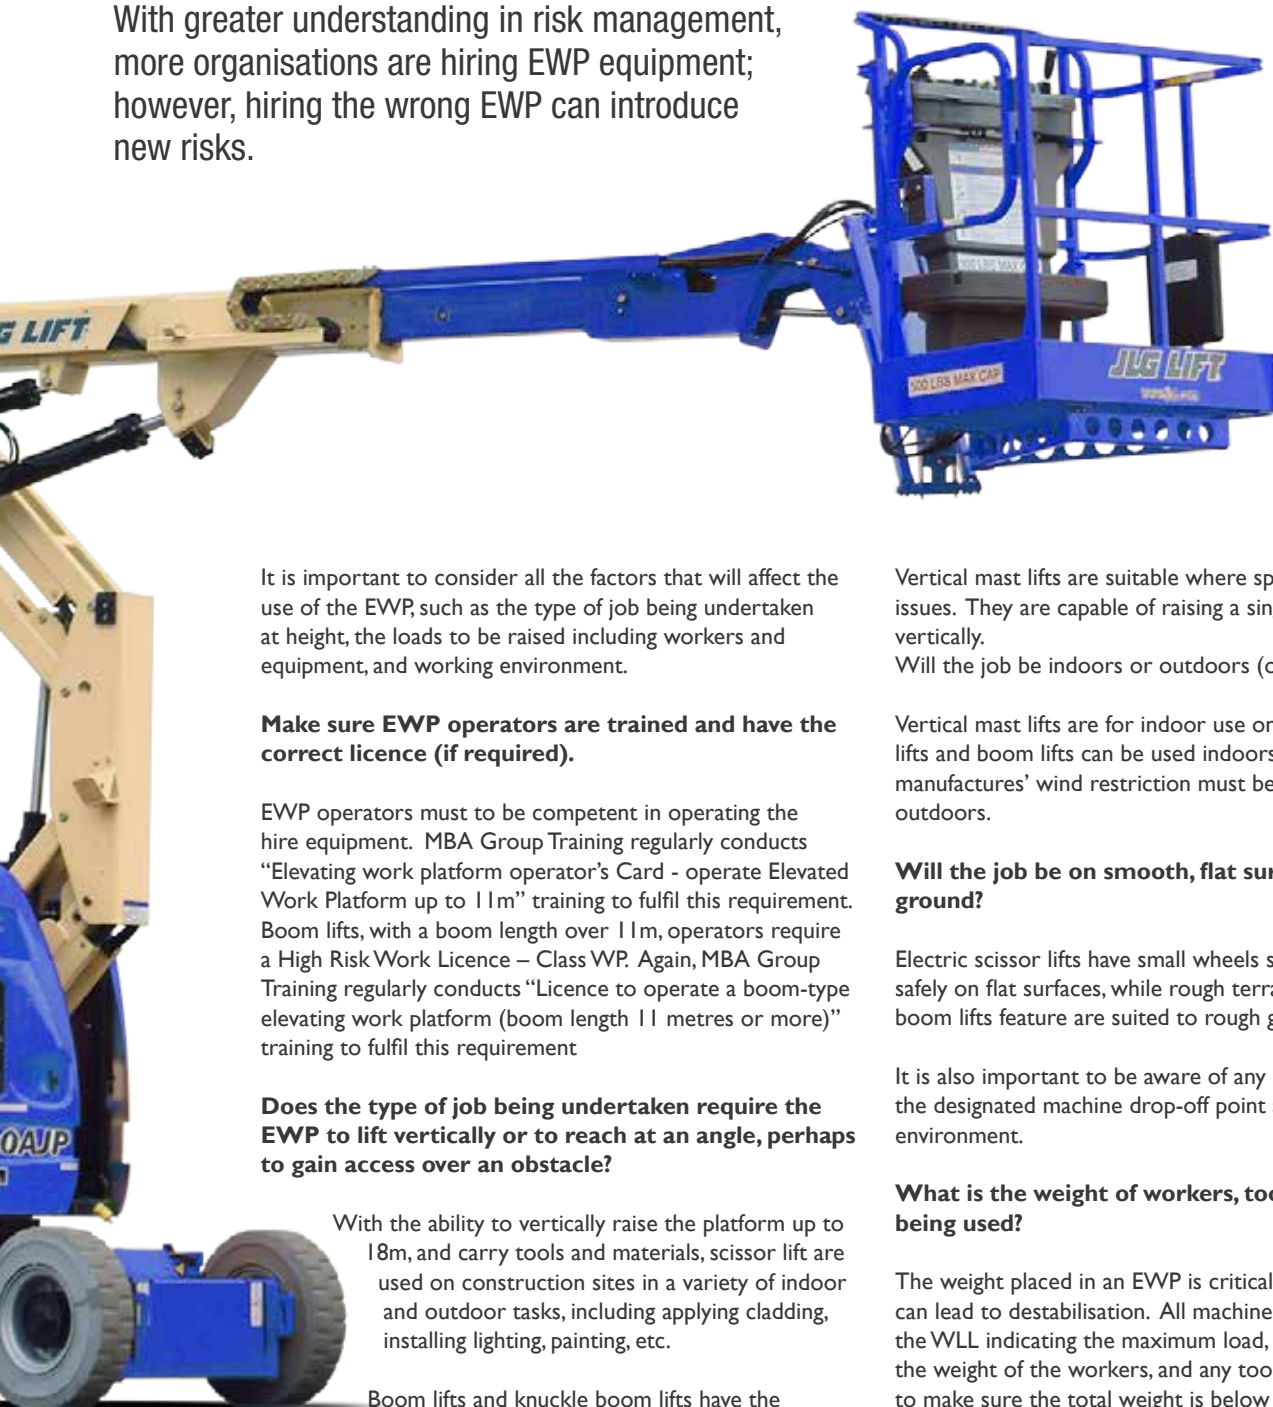 With greater understanding in risk management,
more organisations are hiring EWP equipment;
however, hiring the wrong EWP can introduce
new risks.
G LIFT
500 LBS MAX CAP
500 LBS MAX CAP
JLG LIFT
0AJP
It is important to consider all the factors that will affect the
use of the EWP, such as the type of job being undertaken
at height, the loads to be raised including workers and
equipment, and working environment.
Make sure EWP operators are trained and have the
correct licence (if required).
EWP operators must to be competent in operating the
hire equipment.  MBA Group Training regularly conducts
“Elevating work platform operator’s Card - operate Elevated
Work Platform up to 11m” training to fulfil this requirement.
Boom lifts, with a boom length over 11m, operators require
a High Risk Work Licence – Class WP.  Again, MBA Group
Training regularly conducts “Licence to operate a boom-type
elevating work platform (boom length 11 metres or more)”
training to fulfil this requirement
Does the type of job being undertaken require the
EWP to lift vertically or to reach at an angle, perhaps
to gain access over an obstacle?
With the ability to vertically raise the platform up to
18m, and carry tools and materials, scissor lift are
used on construction sites in a variety of indoor
and outdoor tasks, including applying cladding,
installing lighting, painting, etc.
Boom lifts and knuckle boom lifts have the
Vertical mast lifts are suitable where sp
issues.  They are capable of raising a sin
vertically.
Will the job be indoors or outdoors (o
Vertical mast lifts are for indoor use on
lifts and boom lifts can be used indoors
manufactures’ wind restriction must be
outdoors.
Will the job be on smooth, flat sur
ground?
Electric scissor lifts have small wheels s
safely on flat surfaces, while rough terra
boom lifts feature are suited to rough g
It is also important to be aware of any
the designated machine drop-off point
environment.
What is the weight of workers, too
being used?
The weight placed in an EWP is critical
can lead to destabilisation.  All machine
the WLL indicating the maximum load,
the weight of the workers, and any too
to make sure the total weight is below